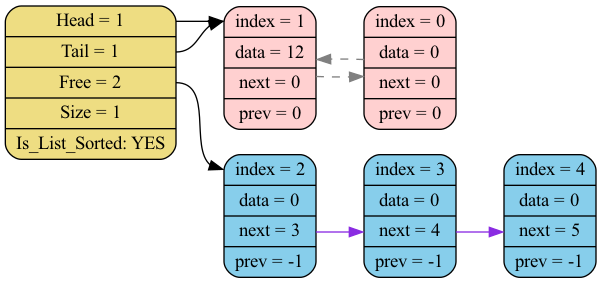 Head = 1
Tail = 1
Free = 2
Size = 1
Is_List_Sorted: YES
index = 1
data = 12
next = 0
prev = 0
index = 0
data = 0
next = 0
prev = 0
index = 2
data = 0
next = 3
prev = -1
index = 3
data = 0
next = 4
prev = -1
index = 4
data = 0
next = 5
prev = -1